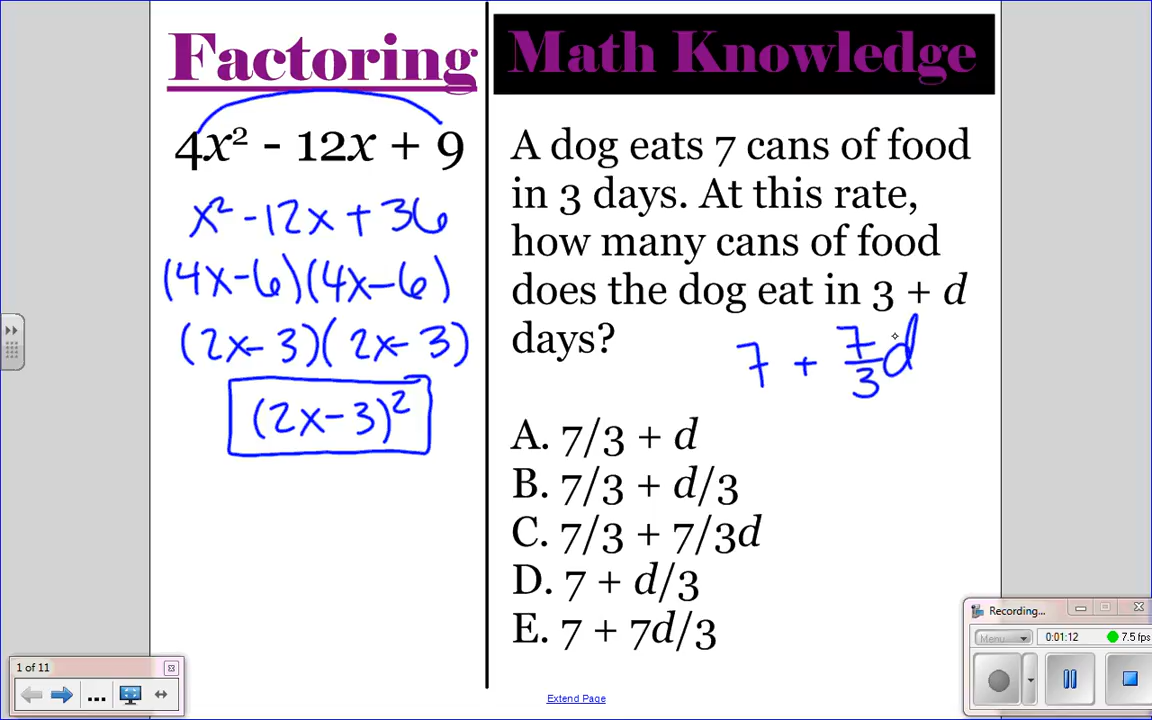 Factoring
4x² - 12x + 9
x² - 12x + 36
(4x - 6)(4x - 6)
(2x - 3)(2x - 3)
(2x - 3)²
Math Knowledge
A dog eats 7 cans of food
in 3 days. At this rate,
how many cans of food
does the dog eat in 3 + d
days?
7 + 7/3 d
A. 7/3 + d
B. 7/3 + d/3
C. 7/3 + 7/3d
D. 7 + d/3
E. 7 + 7d/3
Extend Page
1 of 11
...
Recording...
Menu
0:01:12
7.5 fps